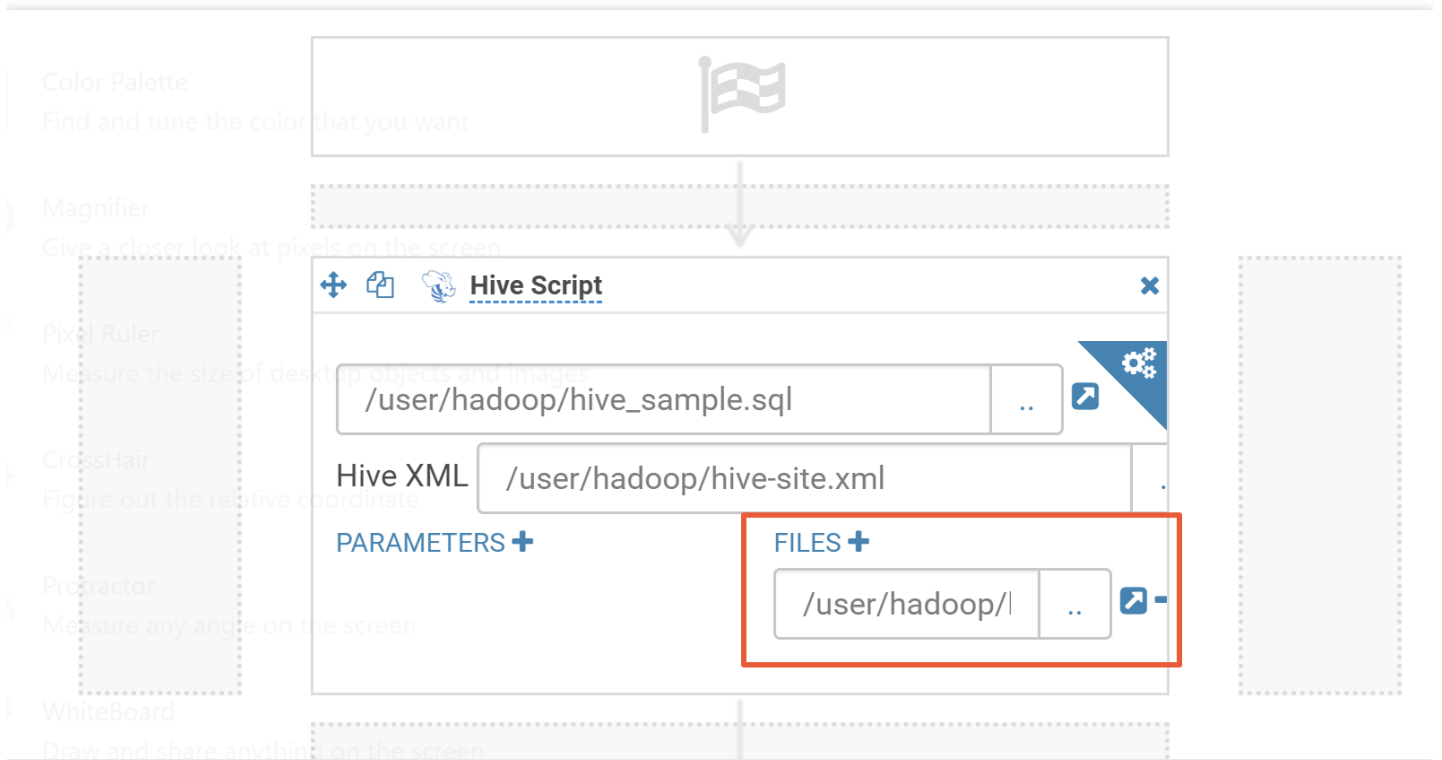 Color Palette
Find and tune the color that you want
Magnifier
Give a closer look at pixels on the screen
Hive Script
Pixel Ruler
Measure the size of desktop objects and images
/user/hadoop/hive_sample.sql ..
CrossHair
Hive XML /user/hadoop/hive-site.xml .
Figure out the relative coordinate
PARAMETERS FILES
Protractor
/user/hadoop/ ..
Measure any angle on the screen
WhiteBoard
Draw and share anything on the screen